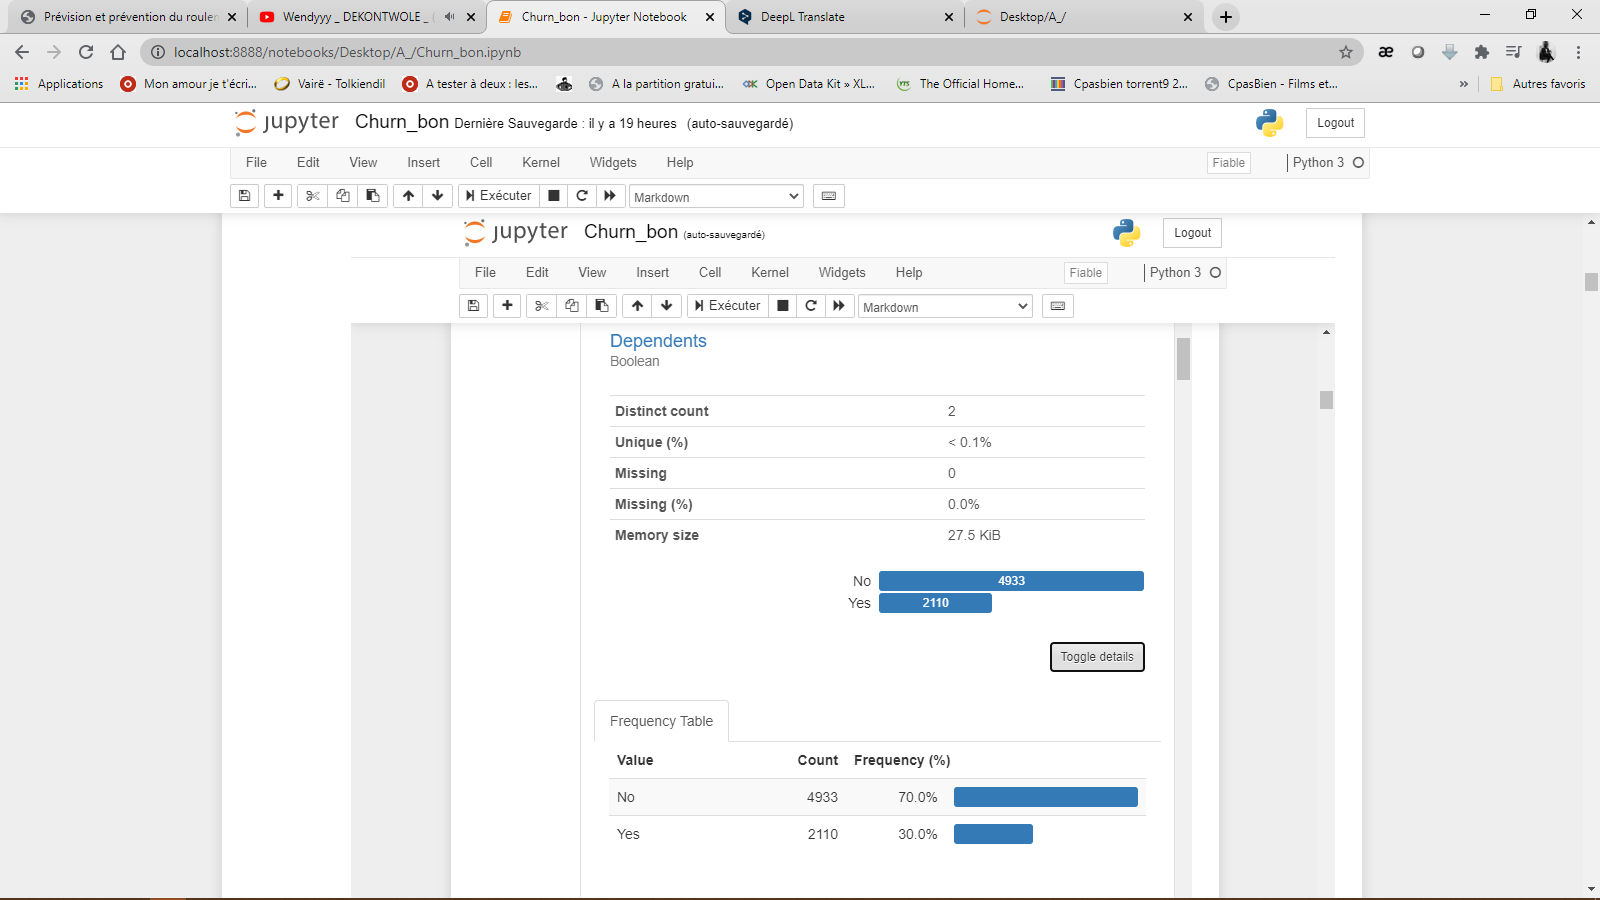 Prévision et prévention du rouler
Wendyyy _ DEKONTWOLE _ (
Churn_bon - Jupyter Notebook
DeepL Translate
Desktop/A_/
localhost:8888/notebooks/Desktop/A_/Churn_bon.ipynb
Applications
Mon amour je t'écri...
Vairë - Tolkiendil
A tester à deux : les...
A la partition gratui...
Open Data Kit » XL...
The Official Home...
Cpasbien torrent9 2...
CpasBien - Films et...
»
Autres favoris
jupyter Churn_bon Dernière Sauvegarde : il y a 19 heures (auto-sauvegardé)
Logout
File Edit View Insert Cell Kernel Widgets Help
Fiable
Python 3
Exécuter
Markdown
jupyter Churn_bon (auto-sauvegardé)
Logout
File Edit View Insert Cell Kernel Widgets Help
Fiable
Python 3
Exécuter
Markdown
Dependents
Boolean
Distinct count 2
Unique (%) < 0.1%
Missing 0
Missing (%) 0.0%
Memory size 27.5 KiB
No 4933
Yes 2110
Toggle details
Frequency Table
Value Count Frequency (%)
No 4933 70.0%
Yes 2110 30.0%